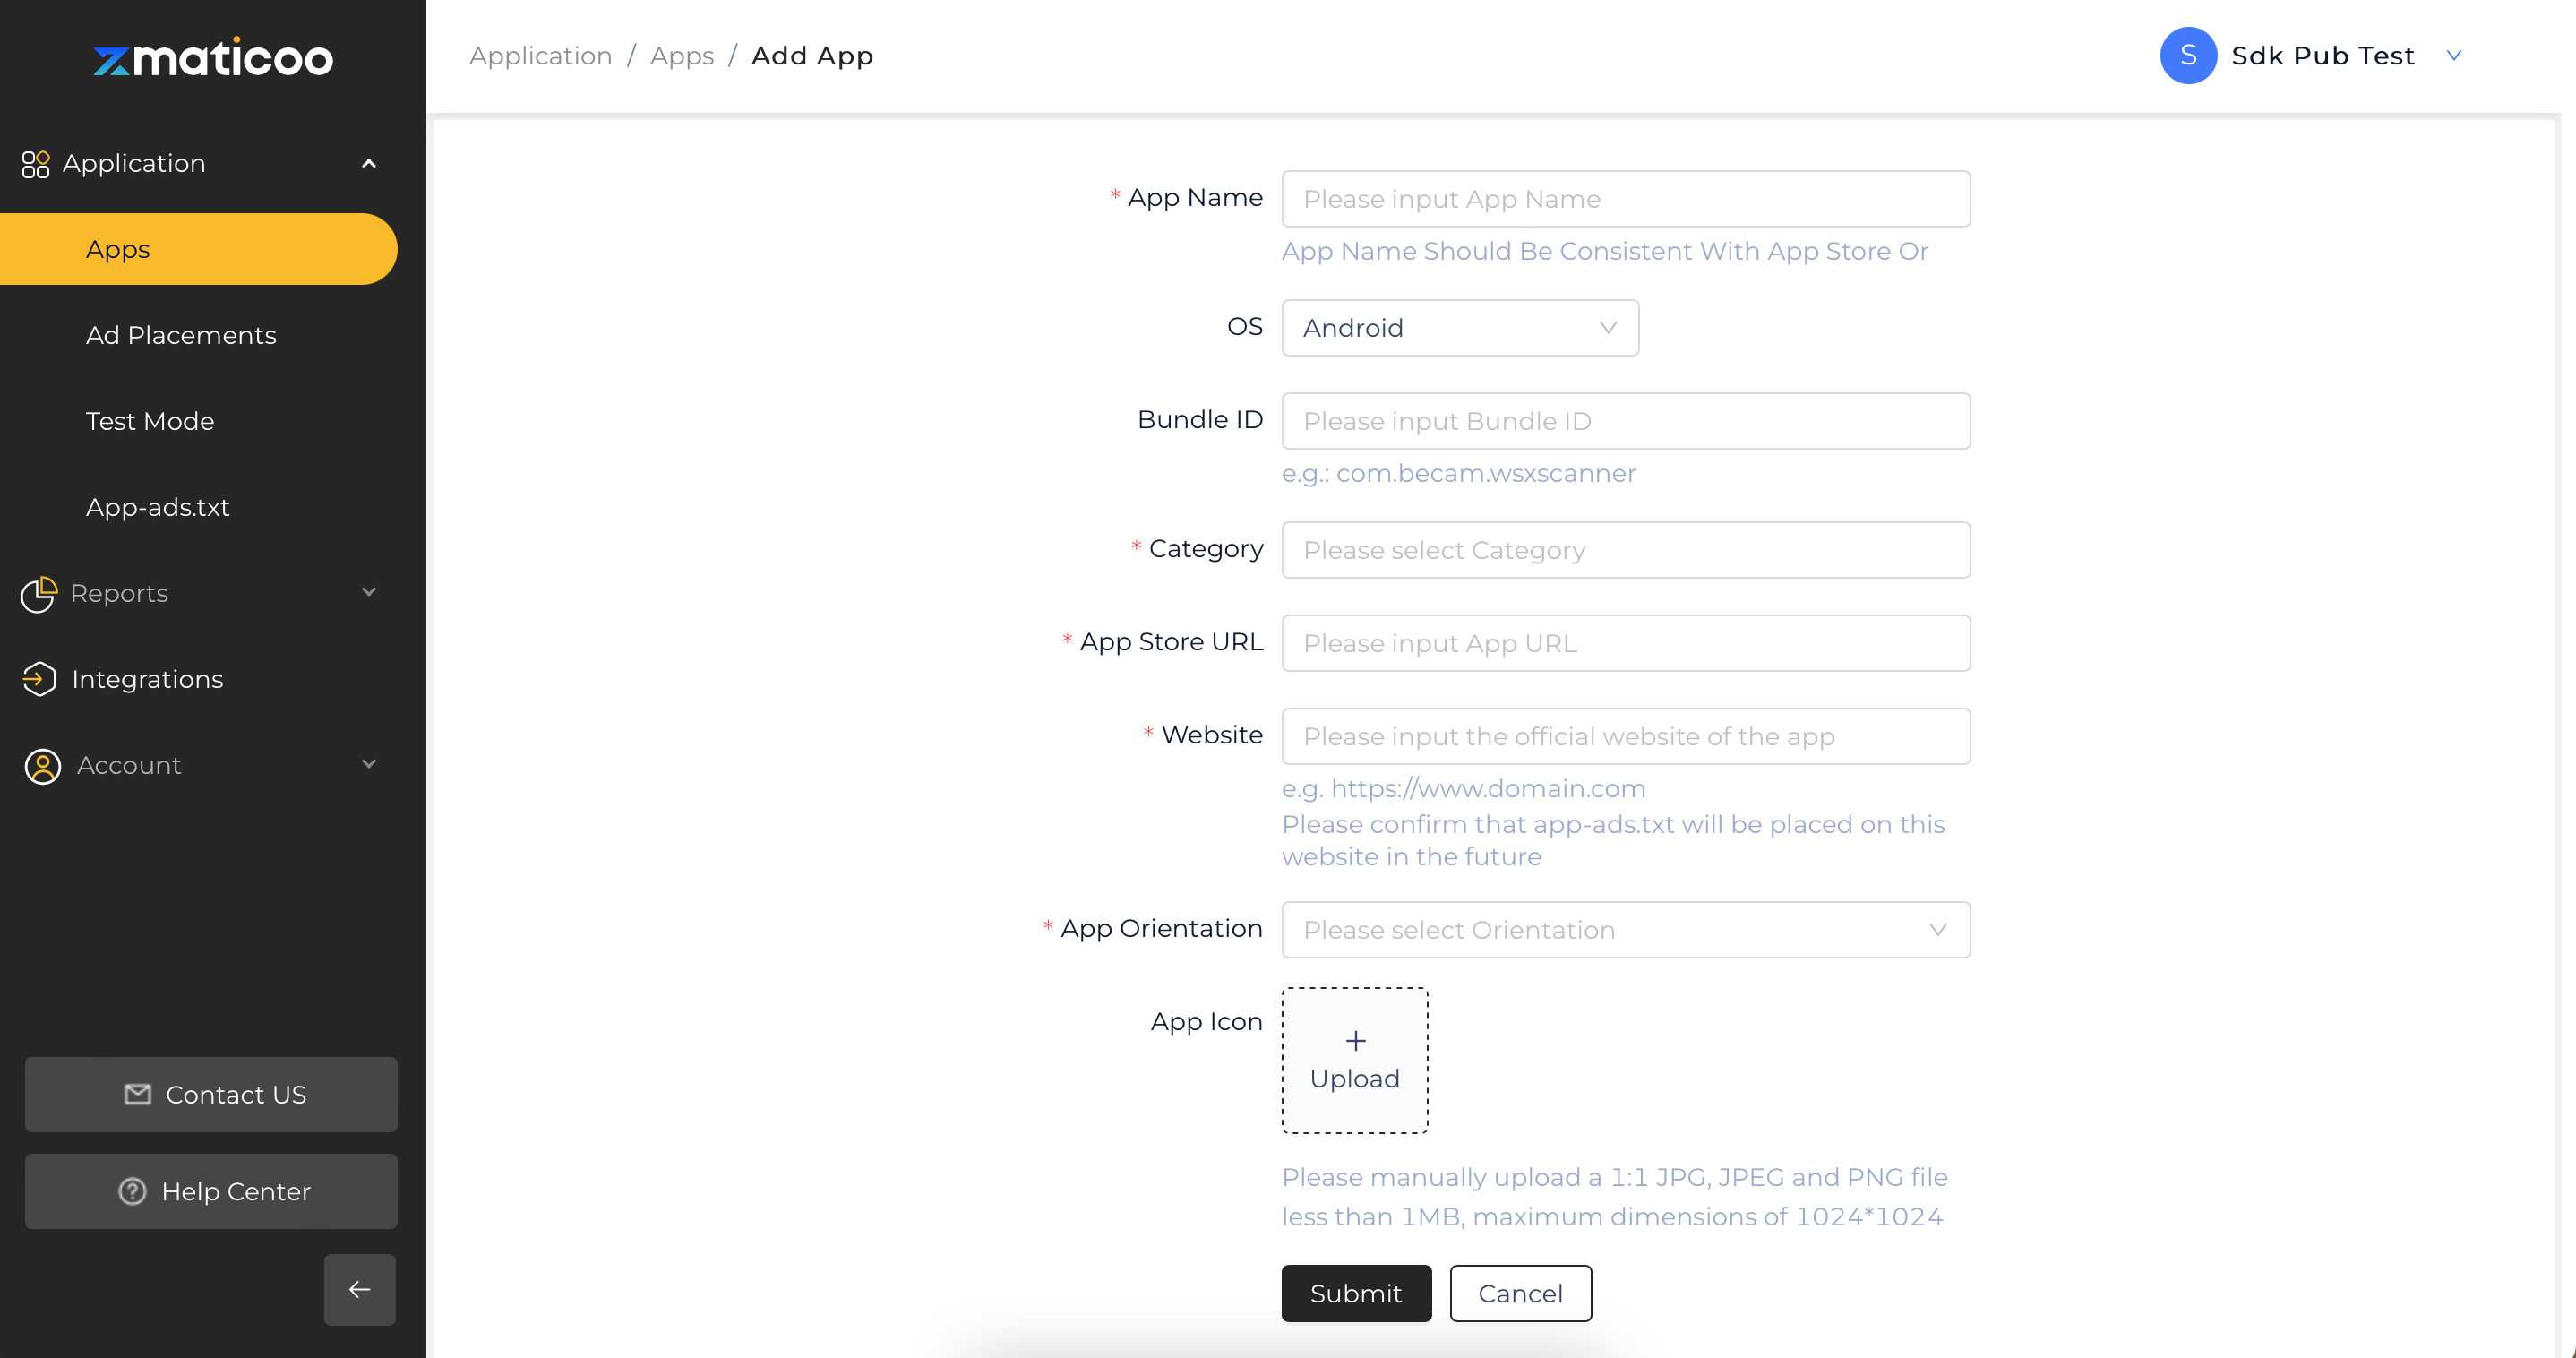 zmaticoo
Application
Apps
Ad Placements
Test Mode
App-ads.txt
Reports
Integrations
Account
Contact US
Help Center
Application / Apps / Add App
S Sdk Pub Test
* App Name
Please input App Name
App Name Should Be Consistent With App Store Or
OS
Android
Bundle ID
Please input Bundle ID
e.g.: com.becam.wsxscanner
* Category
Please select Category
* App Store URL
Please input App URL
* Website
Please input the official website of the app
e.g. https://www.domain.com
Please confirm that app-ads.txt will be placed on this
website in the future
* App Orientation
Please select Orientation
App Icon
+
Upload
Please manually upload a 1:1 JPG, JPEG and PNG file
less than 1MB, maximum dimensions of 1024*1024
Submit
Cancel